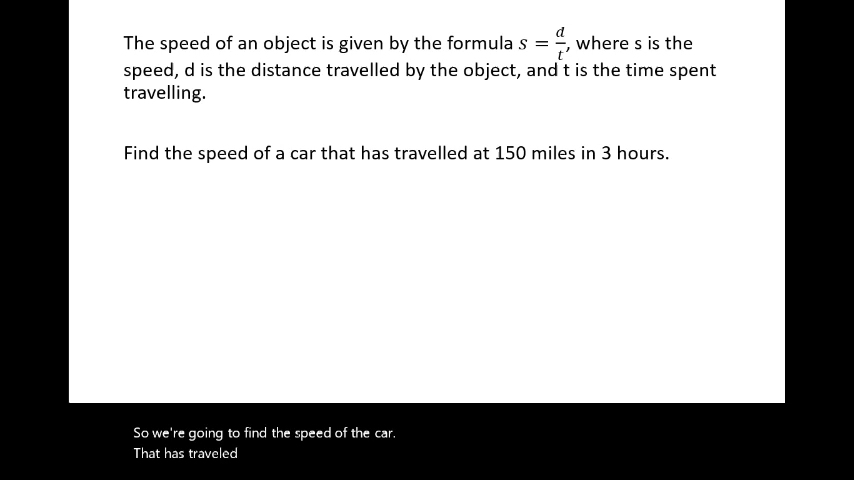 The speed of an object is given by the formula s = d/t, where s is the
speed, d is the distance travelled by the object, and t is the time spent
travelling.
Find the speed of a car that has travelled at 150 miles in 3 hours.
So we're going to find the speed of the car.
That has traveled